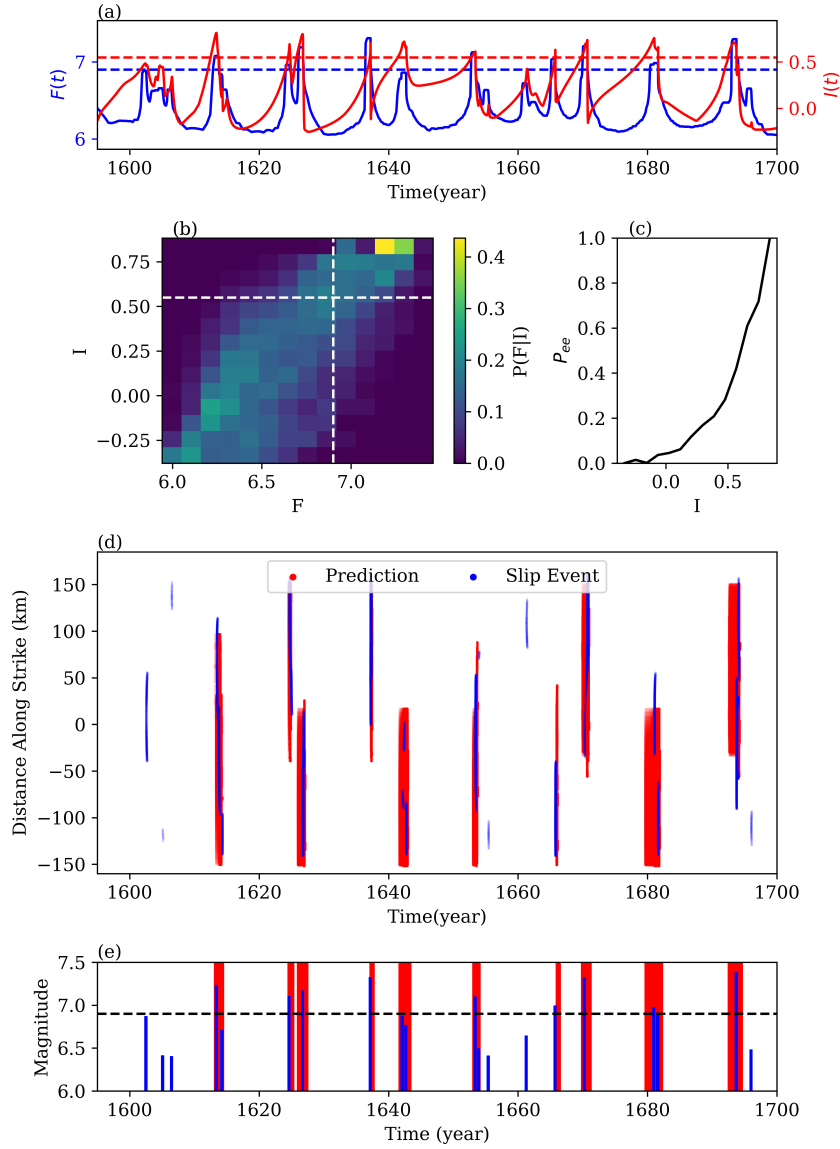 (a)
7
6
F(t)
0.5
0.0
I(t)
1600 1620 1640 1660 1680 1700
Time(year)
(b)
0.75
0.50
0.25
0.00
−0.25
I
6.0 6.5 7.0
F
0.4
0.3
0.2
0.1
0.0
P(F|I)
(c)
1.0
0.8
0.6
0.4
0.2
0.0
P_ee
0.0 0.5
I
(d)
Prediction Slip Event
150
100
50
0
−50
−100
−150
Distance Along Strike (km)
1600 1620 1640 1660 1680 1700
Time(year)
(e)
7.5
7.0
6.5
6.0
Magnitude
1600 1620 1640 1660 1680 1700
Time (year)